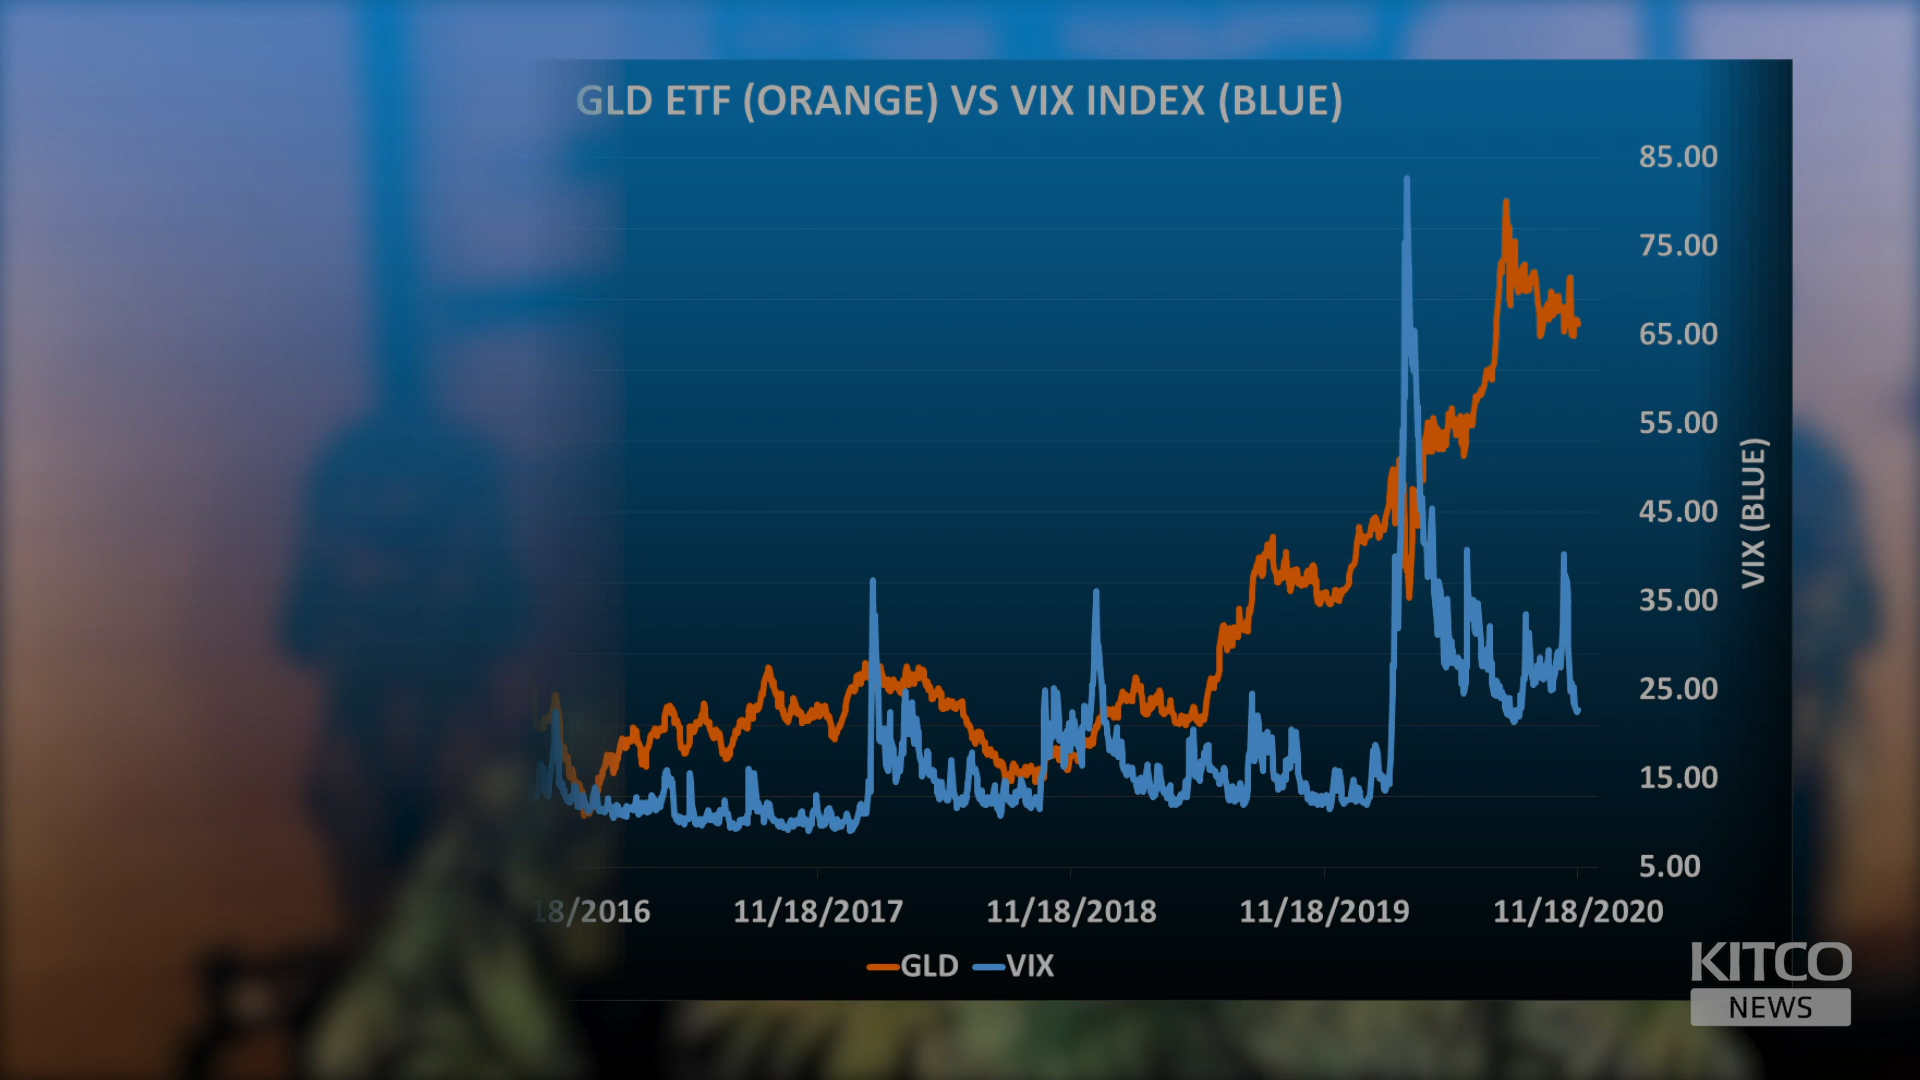 GLD ETF (ORANGE) VS VIX INDEX (BLUE)
85.00
75.00
65.00
55.00
45.00
35.00
25.00
15.00
5.00
VIX (BLUE)
18/2016 11/18/2017 11/18/2018 11/18/2019 11/18/2020
GLD VIX
KITCO
NEWS